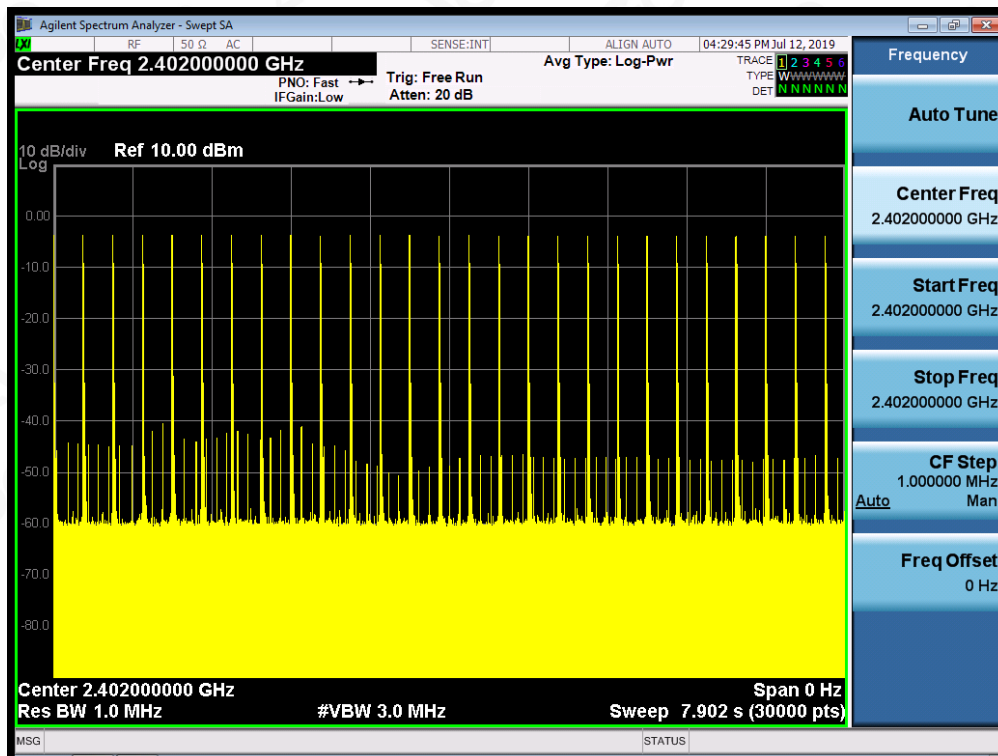 Agilent Spectrum Analyzer - Swept SA
LXI RF 50 Ω AC SENSE:INT ALIGN AUTO 04:29:45 PM Jul 12, 2019
Center Freq 2.402000000 GHz
PNO: Fast
IFGain:Low
Trig: Free Run
Atten: 20 dB
Avg Type: Log-Pwr
TRACE 1 2 3 4 5 6
TYPE WWWWWW
DET N N N N N N
10 dB/div Ref 10.00 dBm
Log
0.00
-10.0
-20.0
-30.0
-40.0
-50.0
-60.0
-70.0
-80.0
Center 2.402000000 GHz Span 0 Hz
Res BW 1.0 MHz #VBW 3.0 MHz Sweep 7.902 s (30000 pts)
MSG STATUS
Frequency
Auto Tune
Center Freq
2.402000000 GHz
Start Freq
2.402000000 GHz
Stop Freq
2.402000000 GHz
CF Step
1.000000 MHz
Auto Man
Freq Offset
0 Hz